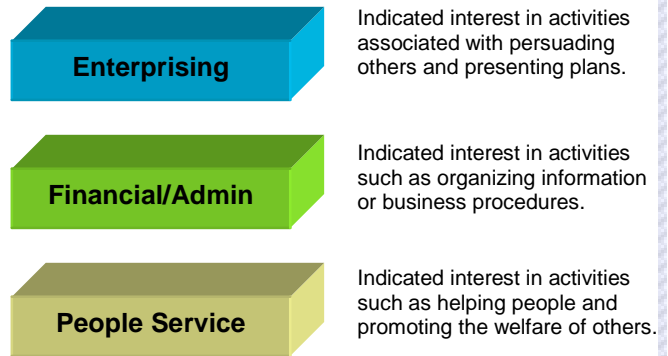 Enterprising
Indicated interest in activities
associated with persuading
others and presenting plans.
Financial/Admin
Indicated interest in activities
such as organizing information
or business procedures.
People Service
Indicated interest in activities
such as helping people and
promoting the welfare of others.